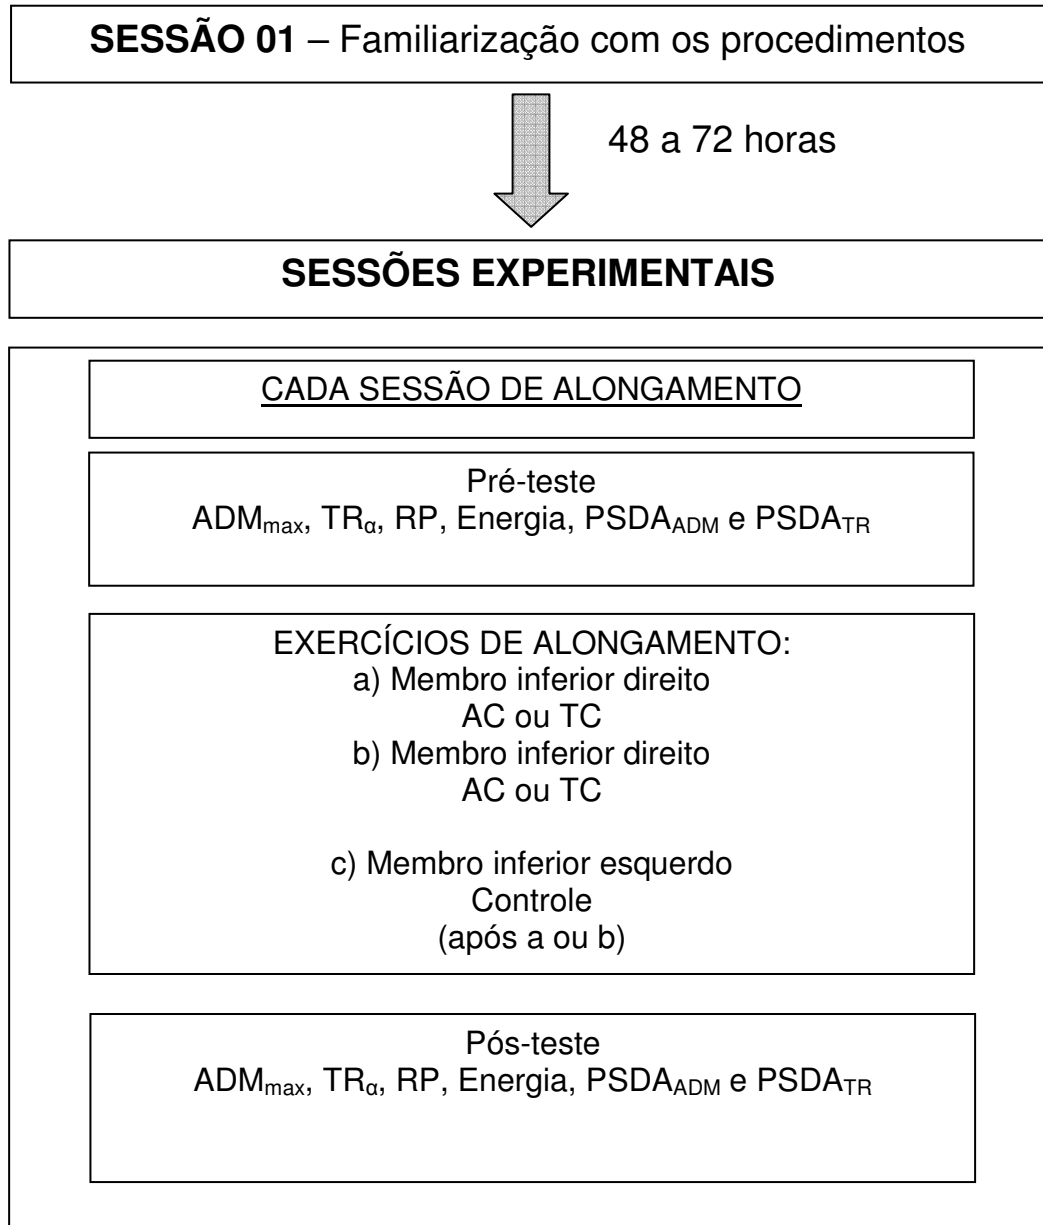 SESSÃO 01 – Familiarização com os procedimentos
48 a 72 horas
SESSÕES EXPERIMENTAIS
CADA SESSÃO DE ALONGAMENTO
Pré-teste
ADMmax, TRα, RP, Energia, PSDAADM e PSDATR
EXERCÍCIOS DE ALONGAMENTO:
a) Membro inferior direito
AC ou TC
b) Membro inferior direito
AC ou TC
c) Membro inferior esquerdo
Controle
(após a ou b)
Pós-teste
ADMmax, TRα, RP, Energia, PSDAADM e PSDATR